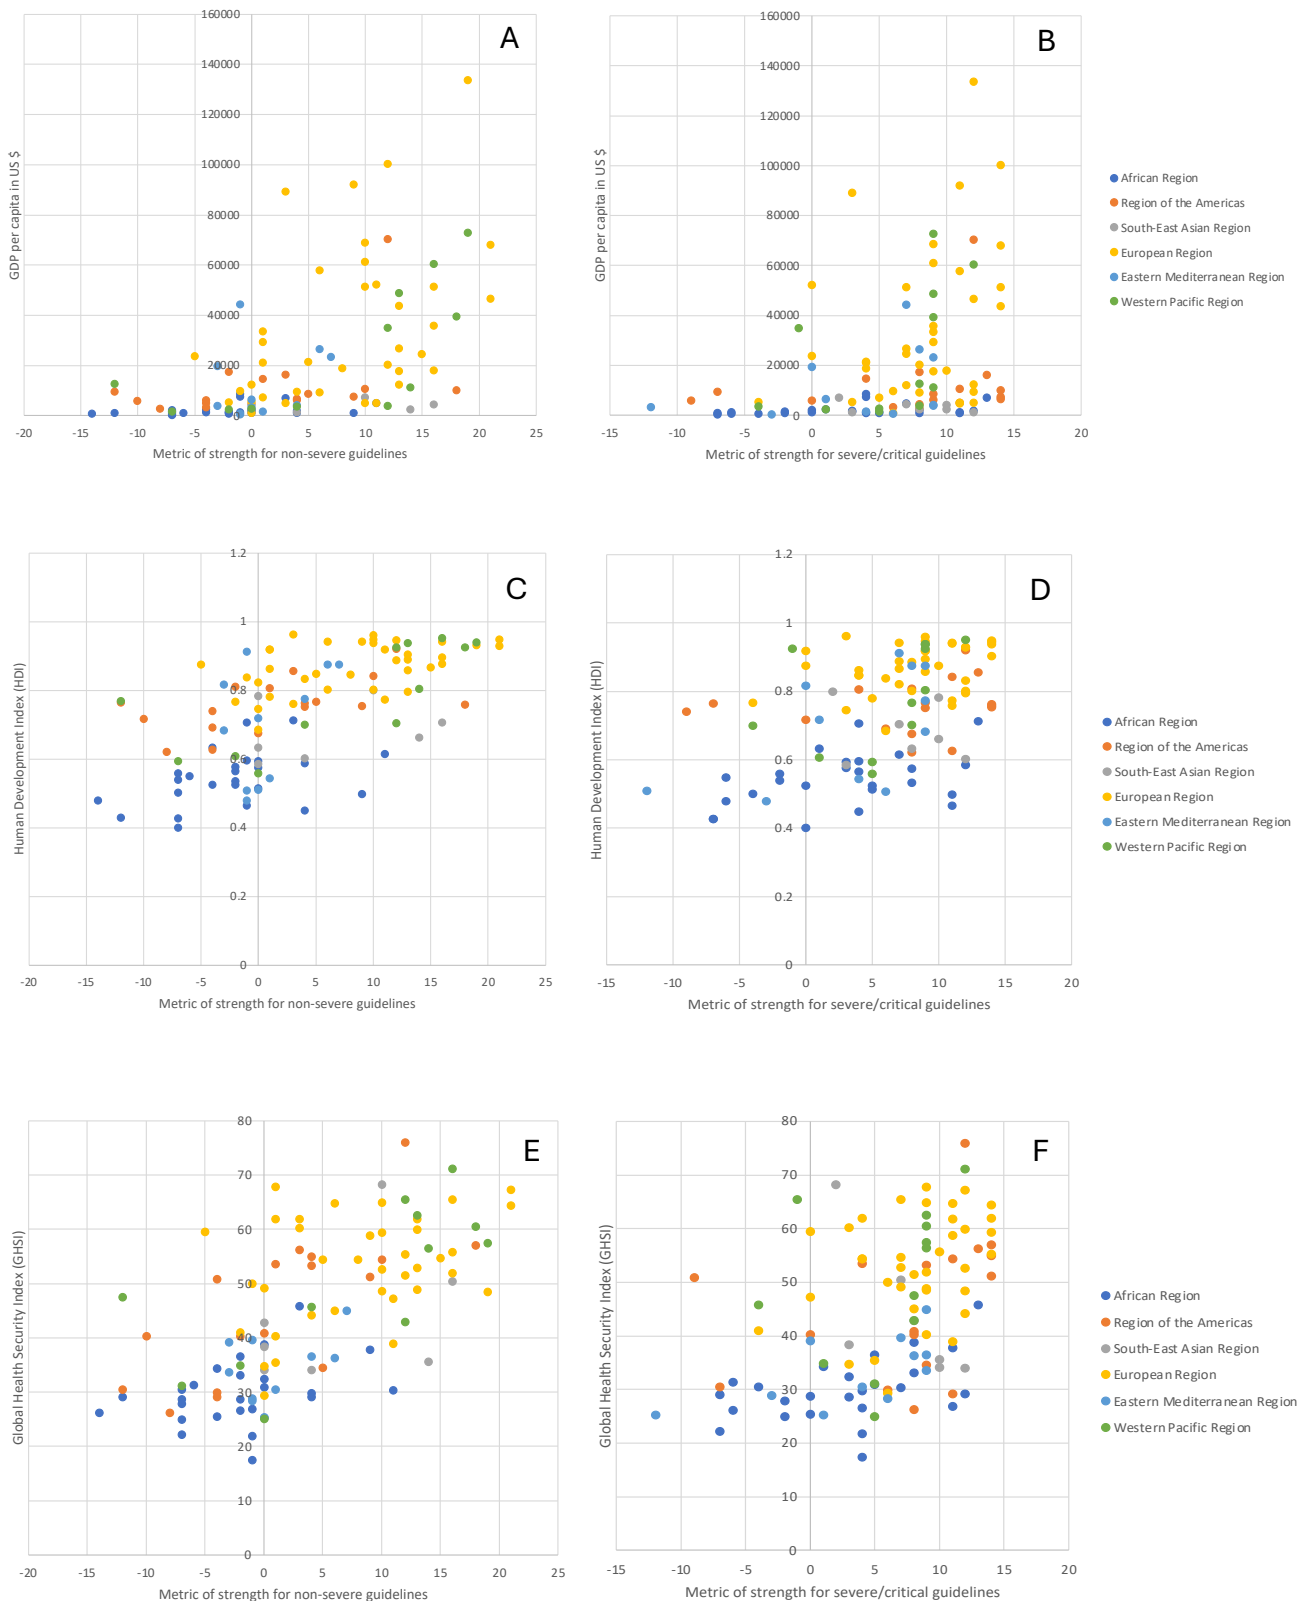 A
160000
140000
120000
100000
80000
60000
40000
20000
0
-20 -15 -10 -5 0 5 10 15 20 25
GDP per capita in US $
Metric of strength for non-severe guidelines
B
160000
140000
120000
100000
80000
60000
40000
20000
0
-15 -10 -5 0 5 10 15 20
GDP per capita in US $
Metric of strength for severe/critical guidelines
African Region
Region of the Americas
South-East Asian Region
European Region
Eastern Mediterranean Region
Western Pacific Region
C
1.2
1
0.8
0.6
0.4
0.2
0
-20 -15 -10 -5 0 5 10 15 20 25
Human Development Index (HDI)
Metric of strength for non-severe guidelines
D
1.2
1
0.8
0.6
0.4
0.2
0
-15 -10 -5 0 5 10 15 20
Human Development Index (HDI)
Metric of strength for severe/critical guidelines
African Region
Region of the Americas
South-East Asian Region
European Region
Eastern Mediterranean Region
Western Pacific Region
E
80
70
60
50
40
30
20
10
0
-20 -15 -10 -5 0 5 10 15 20 25
Global Health Security Index (GHSI)
Metric of strength for non-severe guidelines
F
80
70
60
50
40
30
20
10
0
-15 -10 -5 0 5 10 15 20
Global Health Security Index (GHSI)
Metric of strength for severe/critical guidelines
African Region
Region of the Americas
South-East Asian Region
European Region
Eastern Mediterranean Region
Western Pacific Region